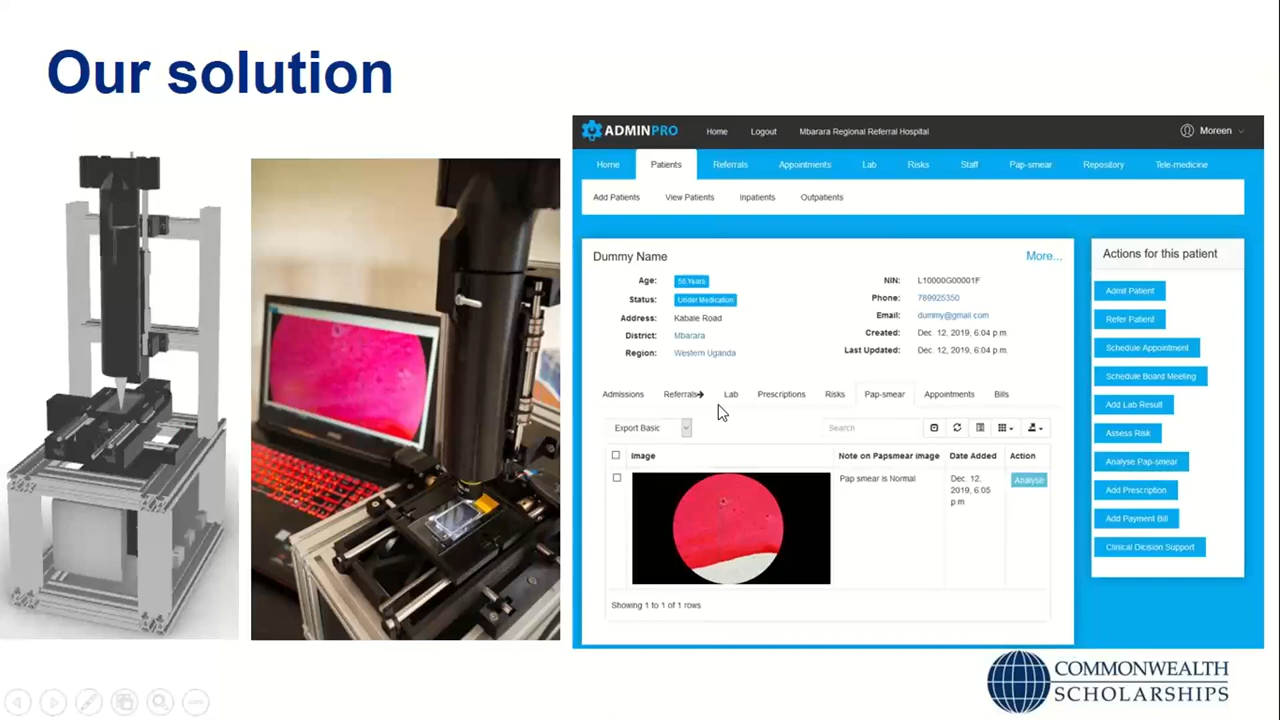 Our solution
ADMINPRO Home Logout Mbarara Regional Referral Hospital Moreen
Home Patients Referrals Appointments Lab Risks Staff Pap-smear Repository Tele-medicine
Add Patients View Patients Inpatients Outpatients
Dummy Name More...
Age: 56 Years
Status: Under Medication
Address: Kabale Road
District: Mbarara
Region: Western Uganda
NIN: L10000G00001F
Phone: 789925350
Email: dummy@gmail.com
Created: Dec. 12, 2019, 6:04 p.m
Last Updated: Dec. 12, 2019, 6:04 p.m
Admissions Referrals Lab Prescriptions Risks Pap-smear Appointments Bills
Export Basic Search
Image Note on Papsmear image Date Added Action
Pap smear is Normal
Dec. 12,
2019, 6:05
p.m
Analyse
Showing 1 to 1 of 1 rows
Actions for this patient
Admit Patient
Refer Patient
Schedule Appointment
Schedule Board Meeting
Add Lab Result
Assess Risk
Analyse Pap-smear
Add Prescription
Add Payment Bill
Clinical Dicision Support
COMMONWEALTH
SCHOLARSHIPS